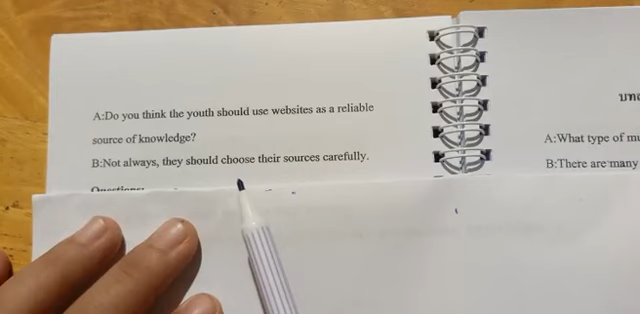 A:Do you think the youth should use websites as a reliable
source of knowledge?
B:Not always, they should choose their sources carefully.
Questions:
A:What type of mu
B:There are many